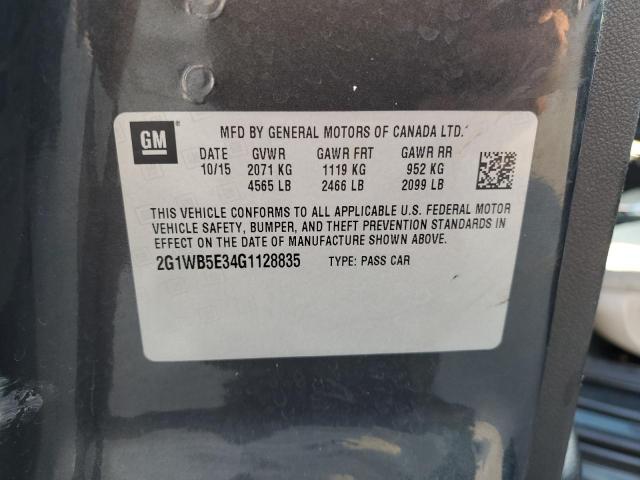 GM
MFD BY GENERAL MOTORS OF CANADA LTD.
DATE GVWR GAWR FRT GAWR RR
10/15 2071 KG 1119 KG 952 KG
4565 LB 2466 LB 2099 LB
THIS VEHICLE CONFORMS TO ALL APPLICABLE U.S. FEDERAL MOTOR
VEHICLE SAFETY, BUMPER, AND THEFT PREVENTION STANDARDS IN
EFFECT ON THE DATE OF MANUFACTURE SHOWN ABOVE.
2G1WB5E34G1128835 TYPE: PASS CAR